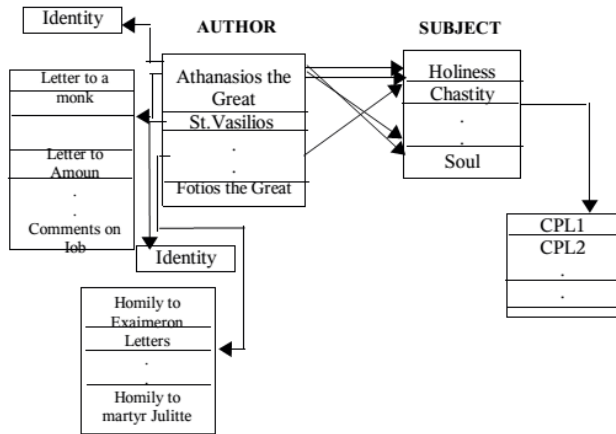 Identity
AUTHOR
SUBJECT
Letter to a
monk
Letter to
Amoun
.
.
Comments on
Iob
Athanasios the
Great
St.Vasilios
.
.
Fotios the Great
Holiness
Chastity
.
.
Soul
Identity
CPL1
CPL2
.
.
Homily to
Exaimeron
Letters
.
.
Homily to
martyr Julitte